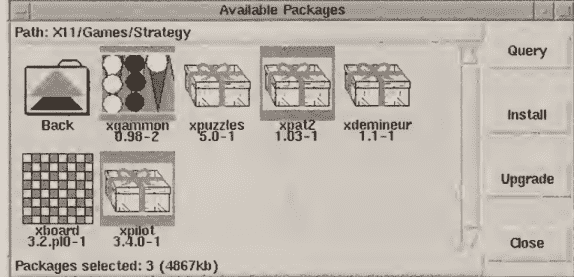 Available Packages
Path: X11/Games/Strategy
Query
Back
xgammon
0.98-2
xpuzzles
5.0-1
xpat2
1.03-1
xdemineur
1.1-1
Install
xboard
3.2.pl0-1
xpilot
3.4.0-1
Upgrade
Close
Packages selected: 3 (4867kb)